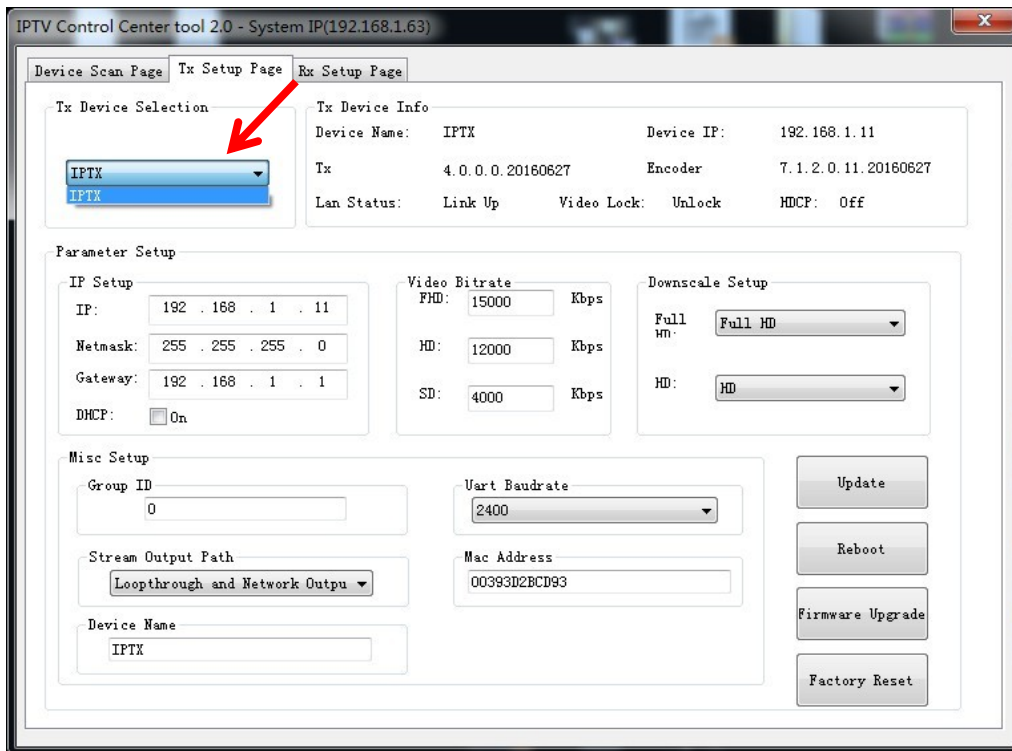 IPTV Control Center tool 2.0 - System IP(192.168.1.63)
Device Scan Page Tx Setup Page Rx Setup Page
Tx Device Selection
IPTX
IPTX
Tx Device Info
Device Name: IPTX Device IP: 192.168.1.11
Tx 4.0.0.0.20160627 Encoder 7.1.2.0.11.20160627
Lan Status: Link Up Video Lock: Unlock HDCP: Off
Parameter Setup
IP Setup
IP: 192 . 168 . 1 . 11
Netmask: 255 . 255 . 255 . 0
Gateway: 192 . 168 . 1 . 1
DHCP: On
Video Bitrate
FHD: 15000 Kbps
HD: 12000 Kbps
SD: 4000 Kbps
Downscale Setup
Full HD: Full HD
HD: HD
Misc Setup
Group ID
0
Uart Baudrate
2400
Stream Output Path
Loopthrough and Network Outpu
Mac Address
00393D2BCD93
Device Name
IPTX
Update
Reboot
Firmware Upgrade
Factory Reset